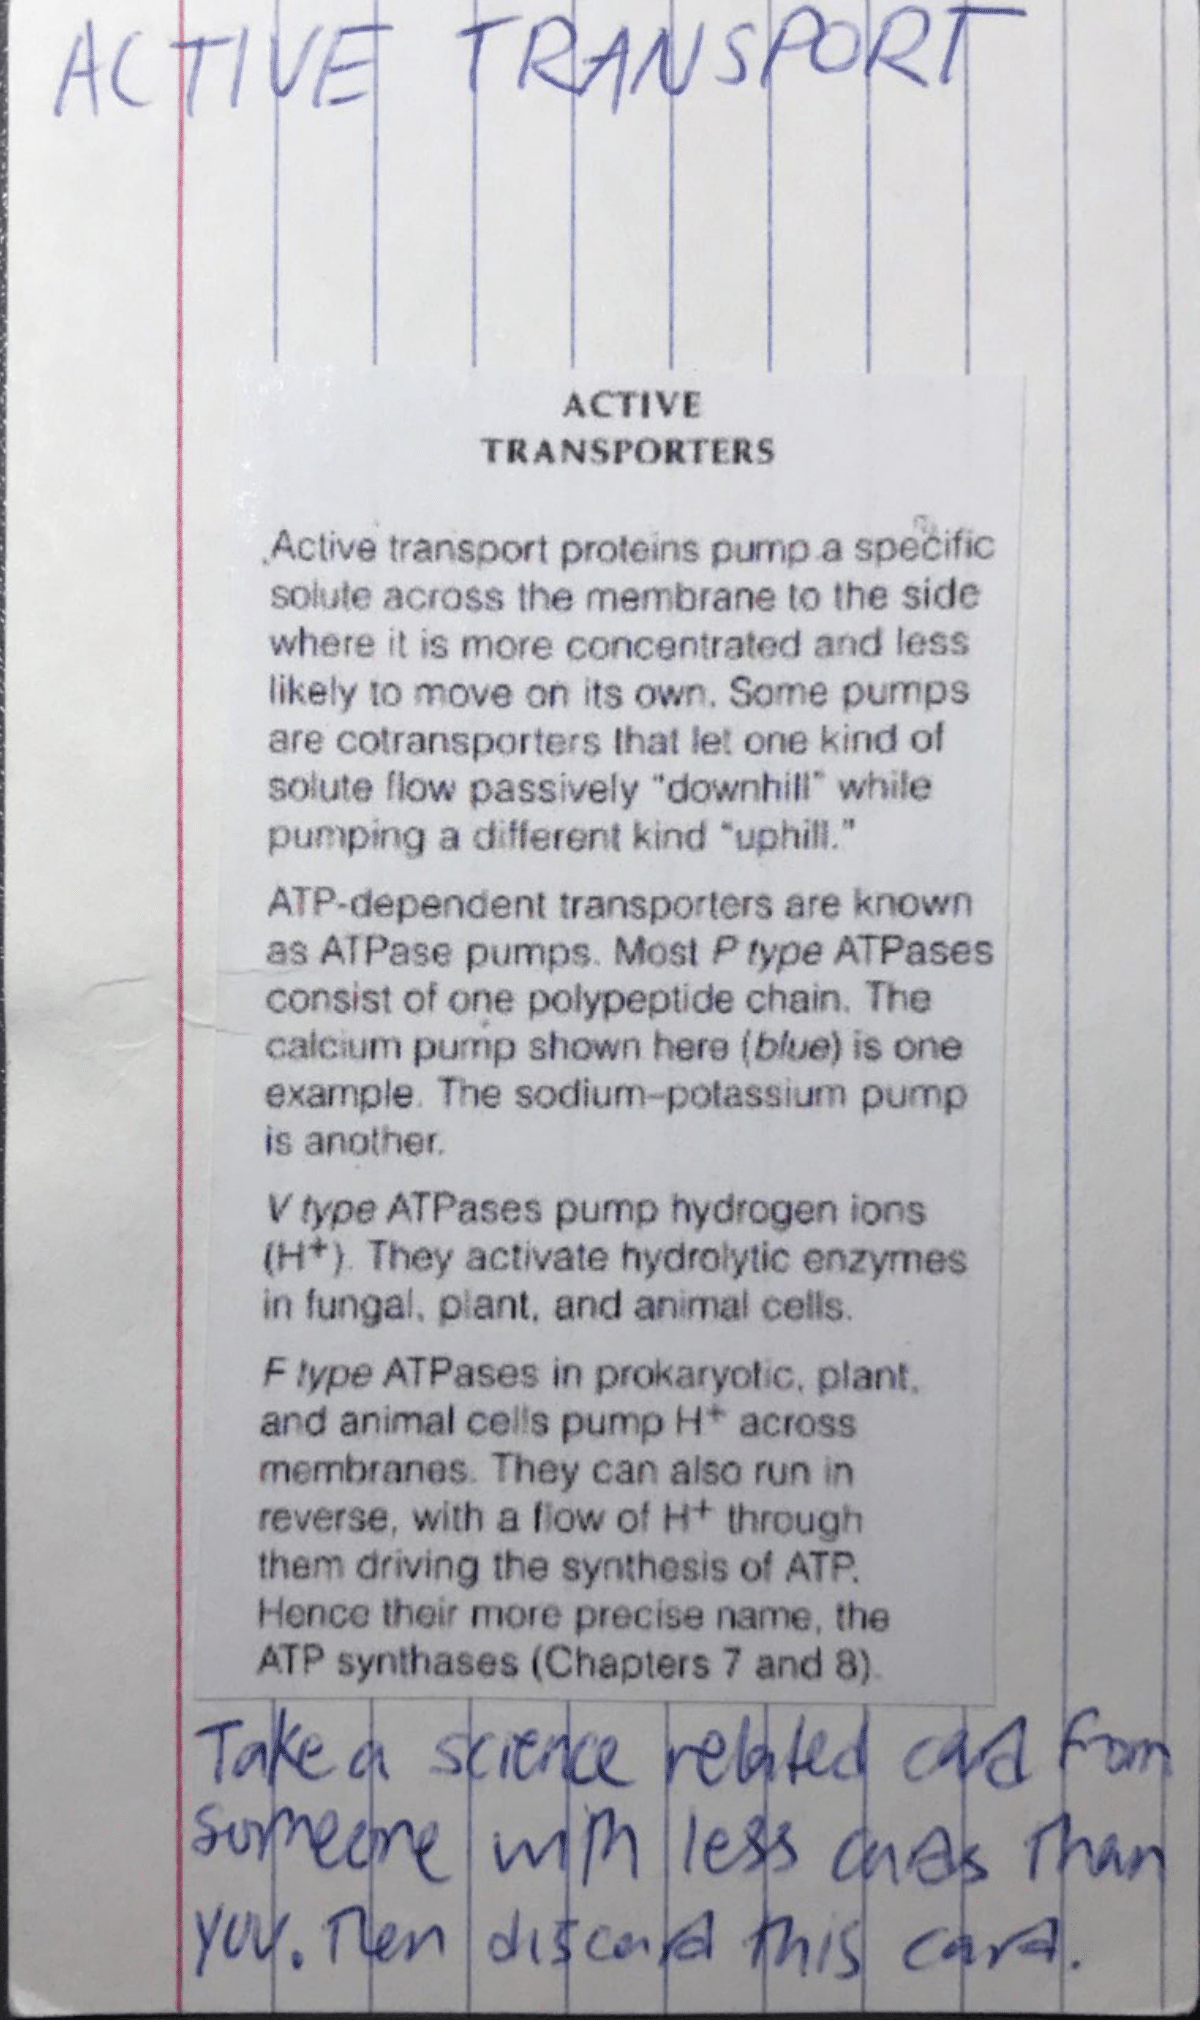 ACTIVE TRANSPORT
ACTIVE
TRANSPORTERS
Active transport proteins pump a specific
solute across the membrane to the side
where it is more concentrated and less
likely to move on its own. Some pumps
are cotransporters that let one kind of
solute flow passively "downhill" while
pumping a different kind "uphill."
ATP-dependent transporters are known
as ATPase pumps. Most P type ATPases
consist of one polypeptide chain. The
calcium pump shown here (blue) is one
example. The sodium–potassium pump
is another.
V type ATPases pump hydrogen ions
(H+). They activate hydrolytic enzymes
in fungal, plant, and animal cells.
F type ATPases in prokaryotic, plant,
and animal cells pump H+ across
membranes. They can also run in
reverse, with a flow of H+ through
them driving the synthesis of ATP.
Hence their more precise name, the
ATP synthases (Chapters 7 and 8).
Take a science related card from
someone with less cards than
you. Then discard this card.